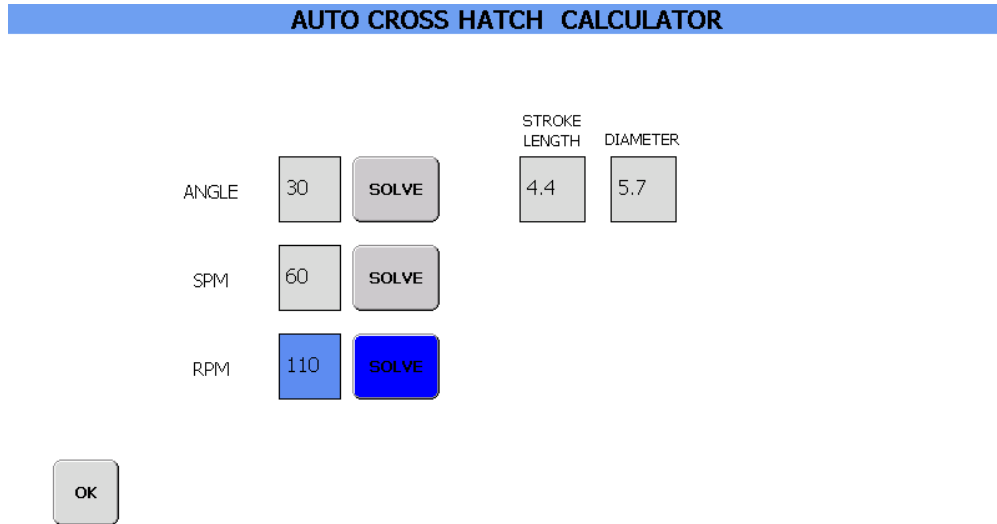 AUTO CROSS HATCH CALCULATOR
STROKE
LENGTH DIAMETER
ANGLE 30 SOLVE 4.4 5.7
SPM 60 SOLVE
RPM 110 SOLVE
OK